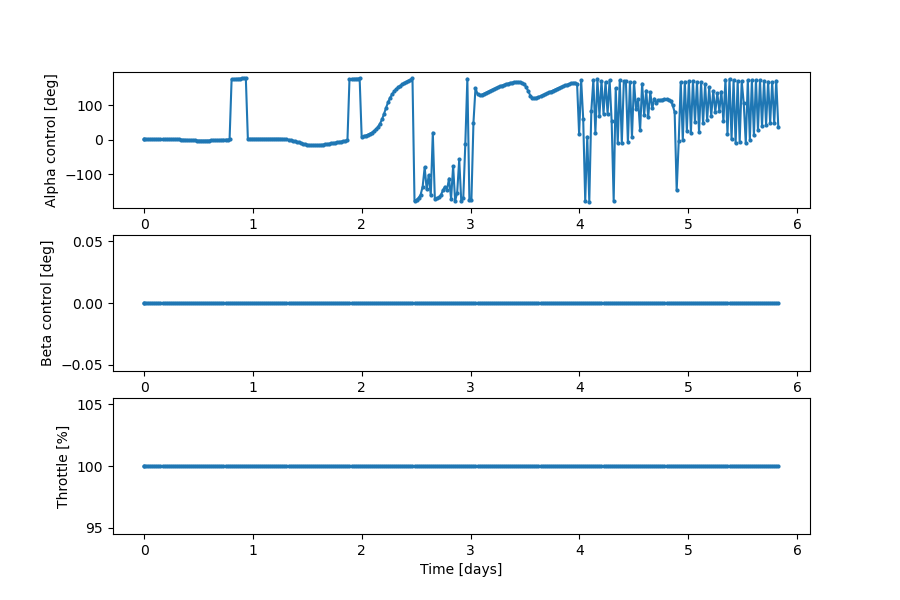 Alpha control [deg]
100
0
−100
0 1 2 3 4 5 6
Beta control [deg]
0.05
0.00
−0.05
0 1 2 3 4 5 6
Throttle [%]
105
100
95
0 1 2 3 4 5 6
Time [days]